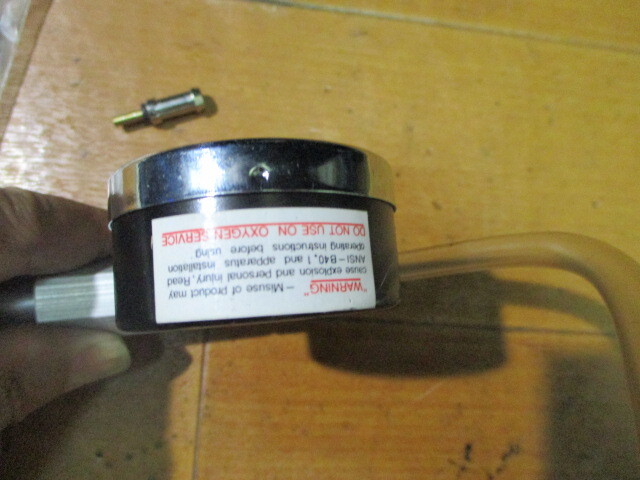 "WARNING" – Misuse of product may
cause explosion and personal injury, Read
ANSI – B40,1 and apparatus installation
operating instructions before using
DO NOT USE ON OXYGEN SERVICE